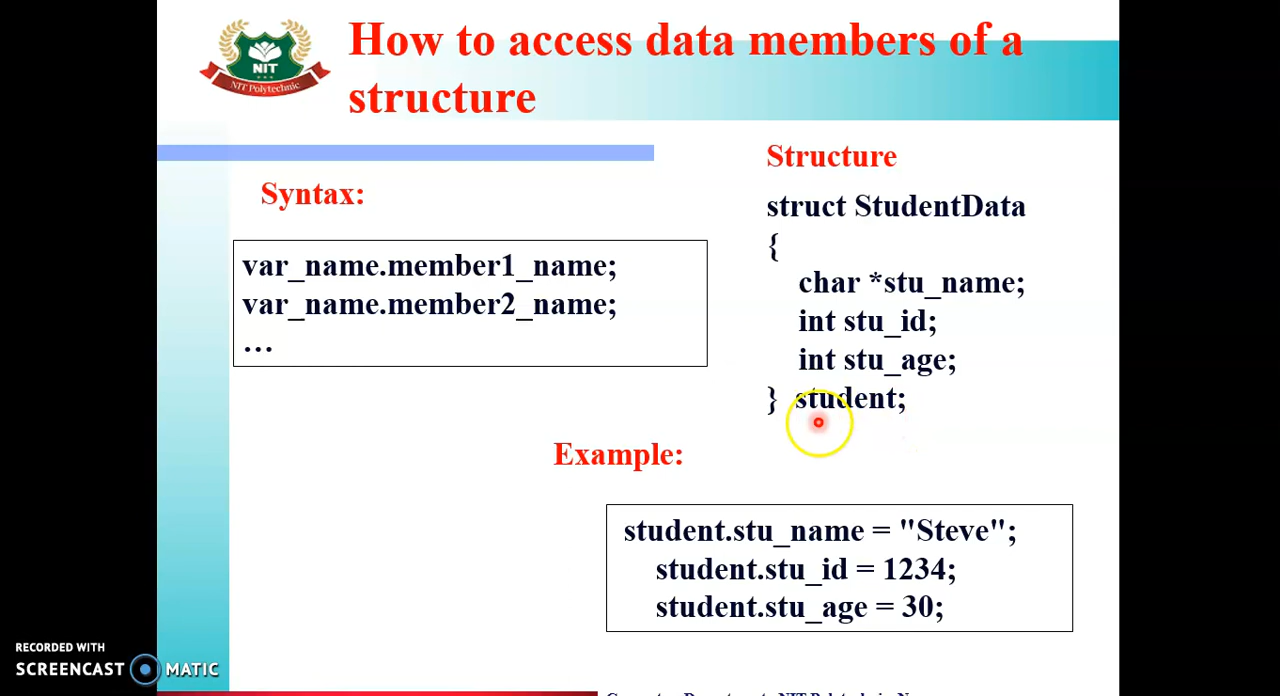 How to access data members of a
structure
NIT
NIT Polytechnic
Structure
Syntax:
struct StudentData
{
var_name.member1_name;
var_name.member2_name;
...
char *stu_name;
int stu_id;
int stu_age;
} student;
Example:
student.stu_name = "Steve";
student.stu_id = 1234;
student.stu_age = 30;
RECORDED WITH
SCREENCAST MATIC